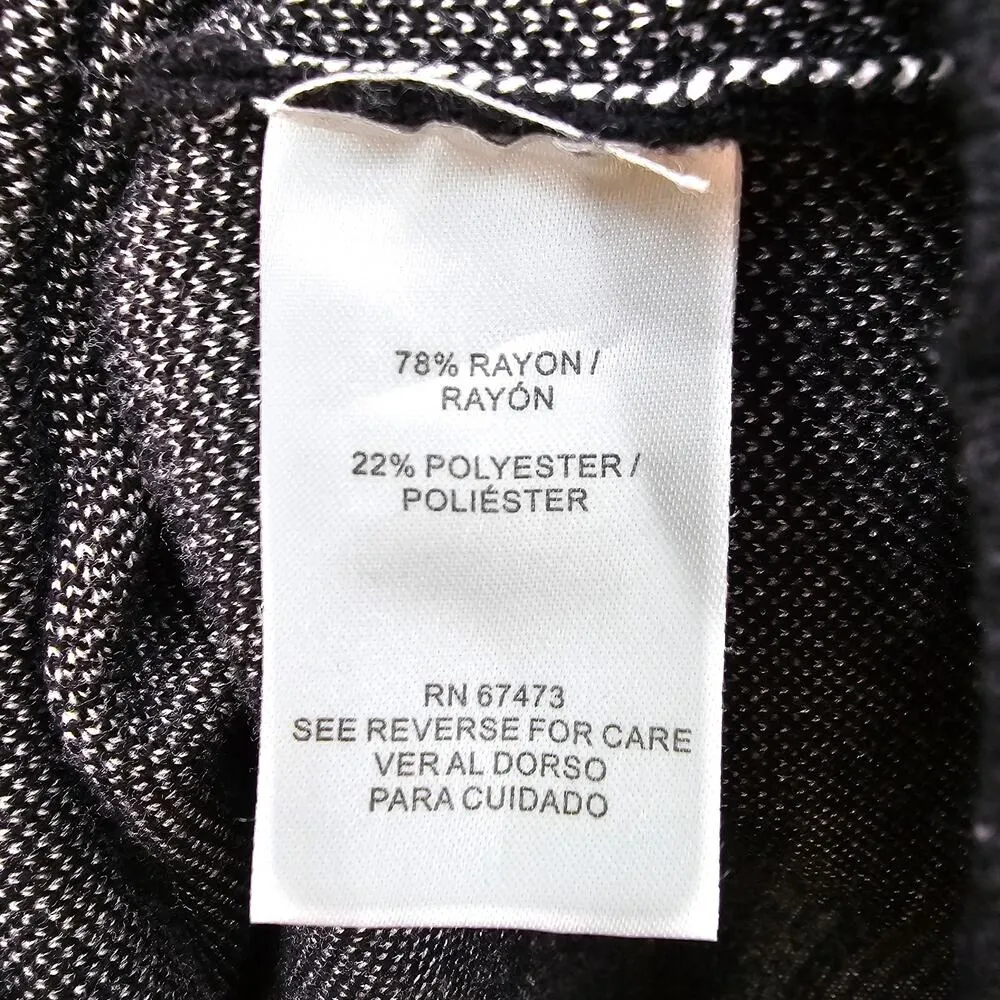 78% RAYON /
RAYÓN
22% POLYESTER /
POLIÉSTER
RN 67473
SEE REVERSE FOR CARE
VER AL DORSO
PARA CUIDADO